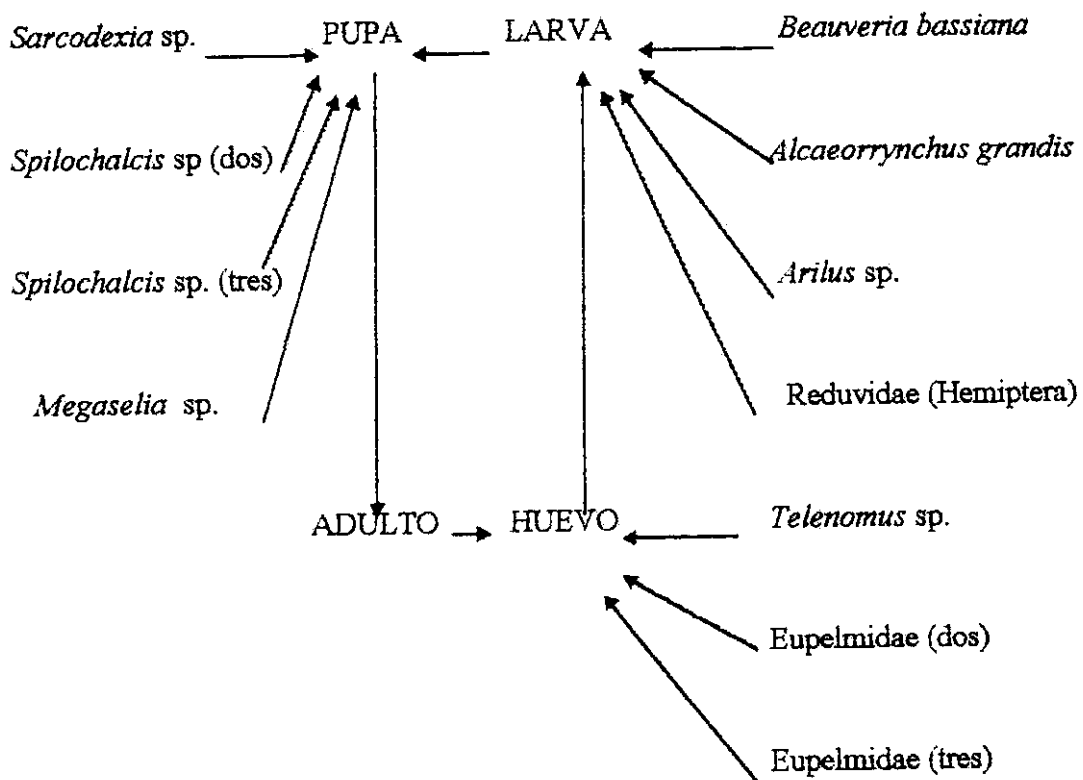 Sarcodexia sp.
PUPA
LARVA
Beauveria bassiana
Spilochalcis sp (dos)
Alcaeorrynchus grandis
Spilochalcis sp. (tres)
Arilus sp.
Megaselia sp.
Reduvidae (Hemiptera)
ADULTO
HUEVO
Telenomus sp.
Eupelmidae (dos)
Eupelmidae (tres)